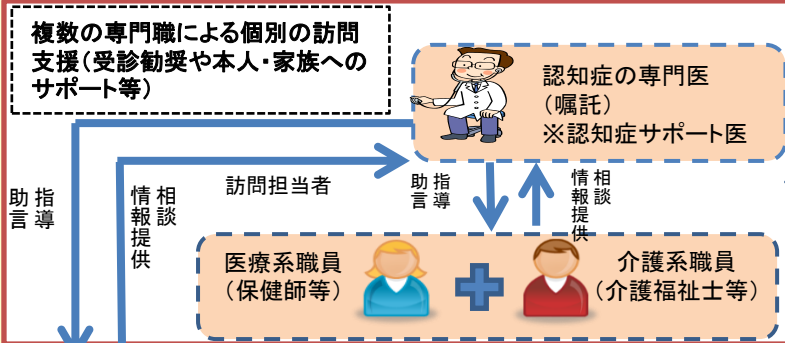 複数の専門職による個別の訪問
支援(受診勧奨や本人・家族への
サポート等)
認知症の専門医
(嘱託)
※認知症サポート医
指導
助言
相談
情報提供
訪問担当者
指導
助言
相談
情報提供
医療系職員
(保健師等)
介護系職員
(介護福祉士等)